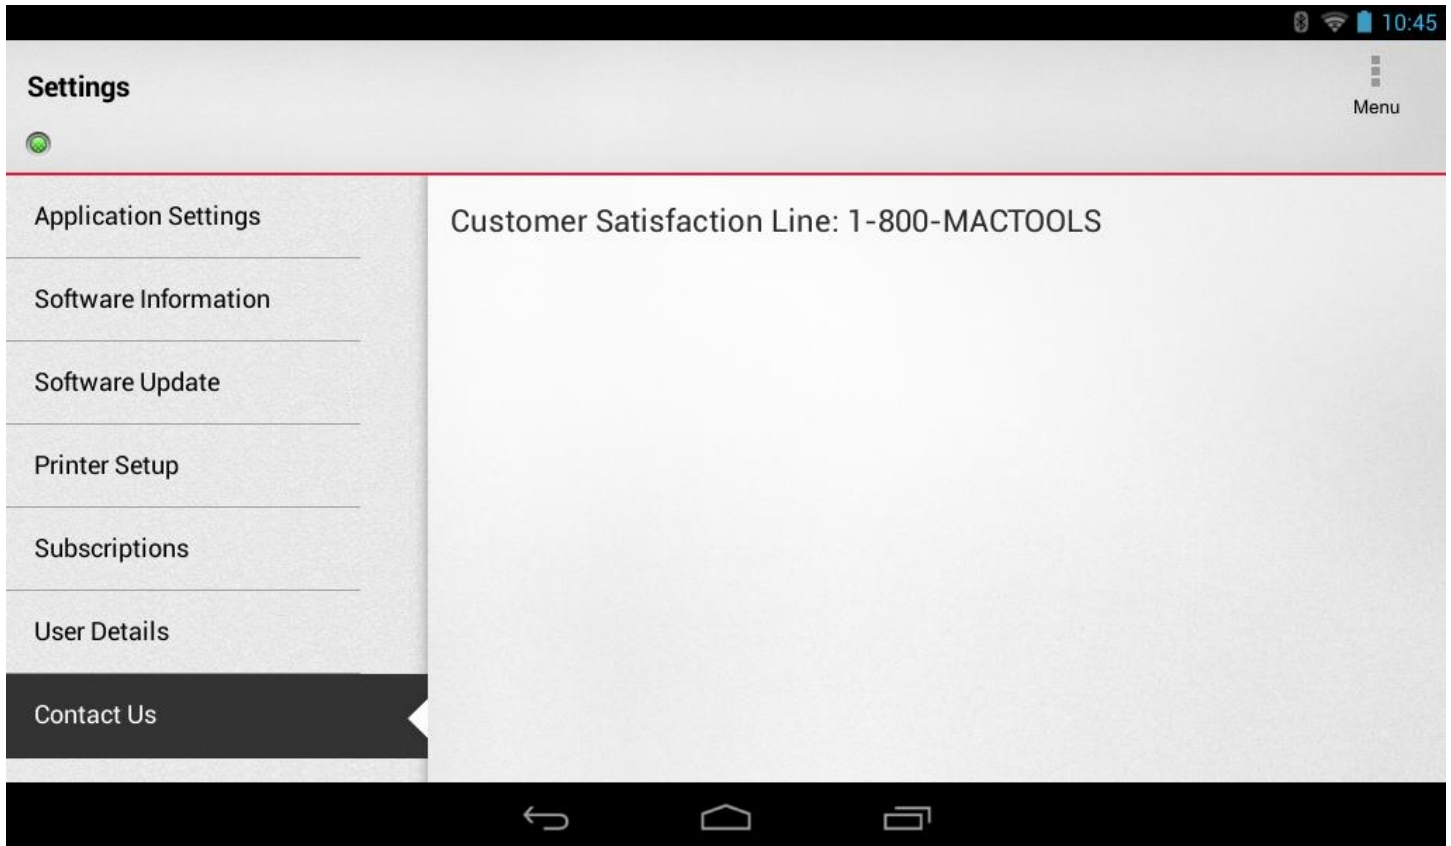 10:45
Settings
Menu
Application Settings
Customer Satisfaction Line: 1-800-MACTOOLS
Software Information
Software Update
Printer Setup
Subscriptions
User Details
Contact Us